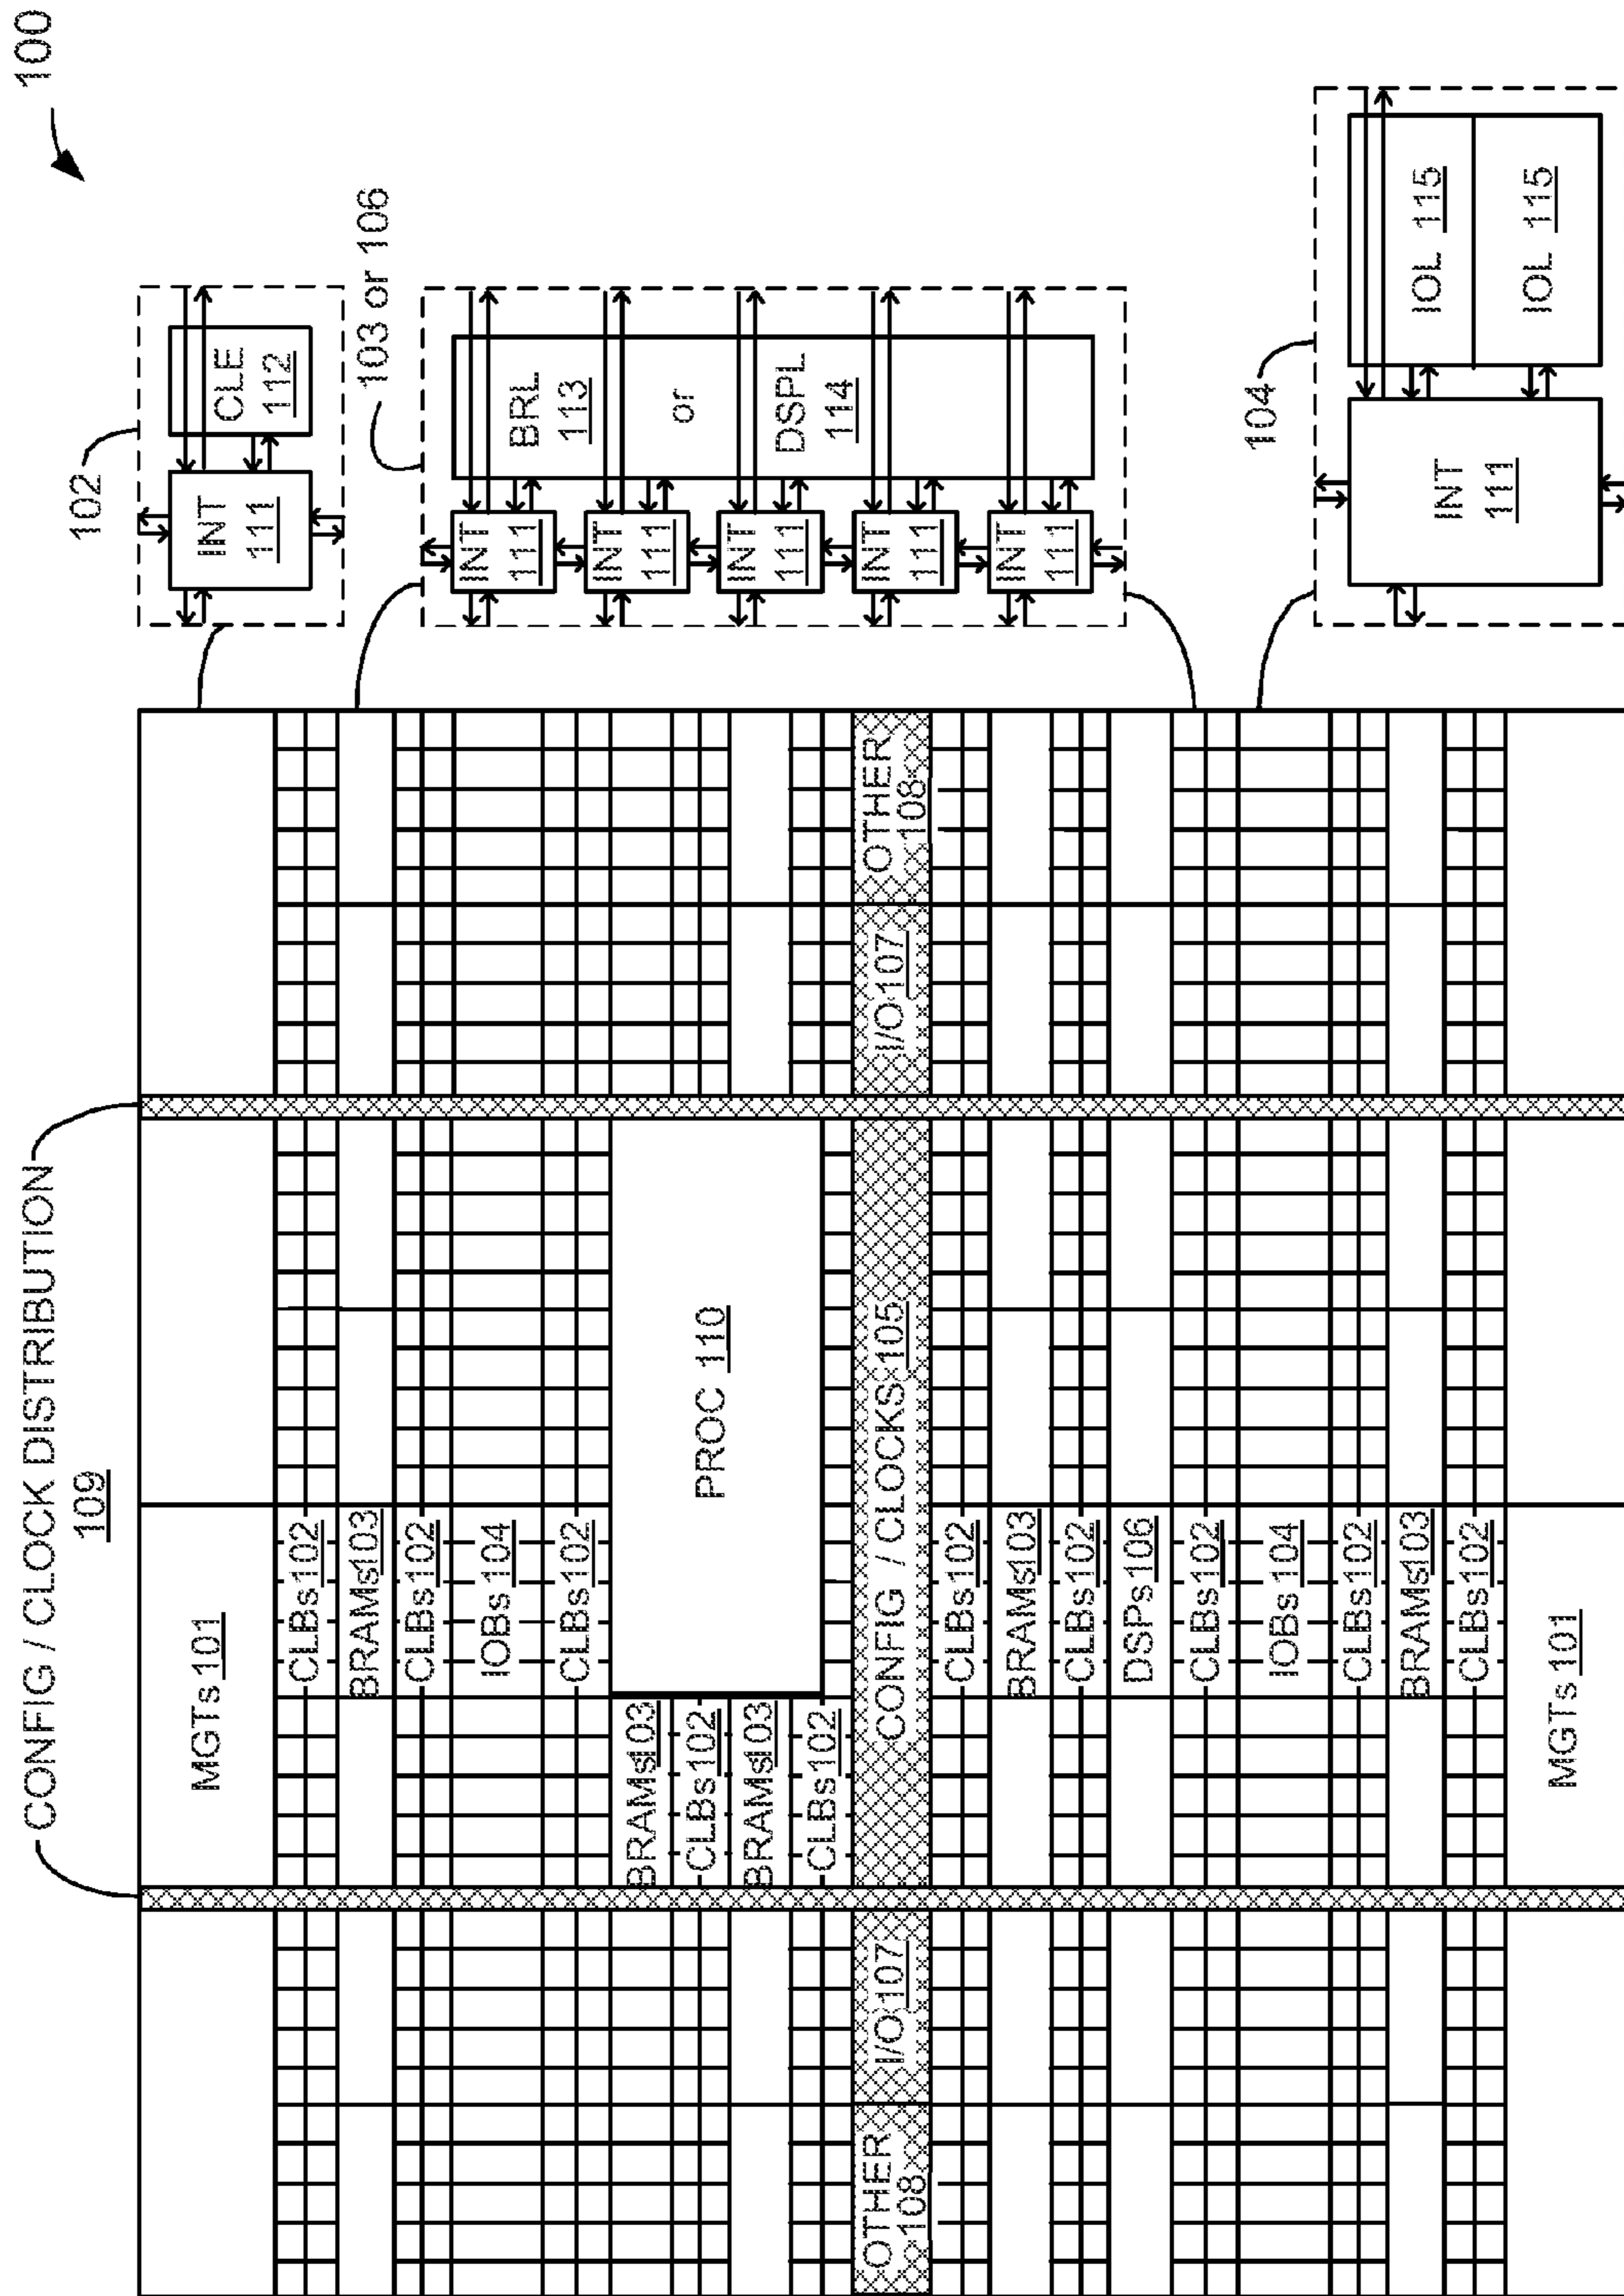 100
CONFIG / CLOCK DISTRIBUTION
109
MGTs 101
CLBs 102
BRAMs 103
CLBs 102
IOBs 104
CLBs 102
BRAMs 103
CLBs 102
BRAMs 103
CLBs 102
PROC 110
OTHER
108
I/O 107
CONFIG / CLOCKS 105
I/O 107
OTHER
108
CLBs 102
BRAMs 103
CLBs 102
DSPs 106
CLBs 102
IOBs 104
CLBs 102
BRAMs 103
CLBs 102
MGTs 101
102
INT
111
CLE
112
103 or 106
INT
111
INT
111
INT
111
INT
111
INT
111
BRL
113
or
DSPL
114
104
INT
111
IOL 115
IOL 115